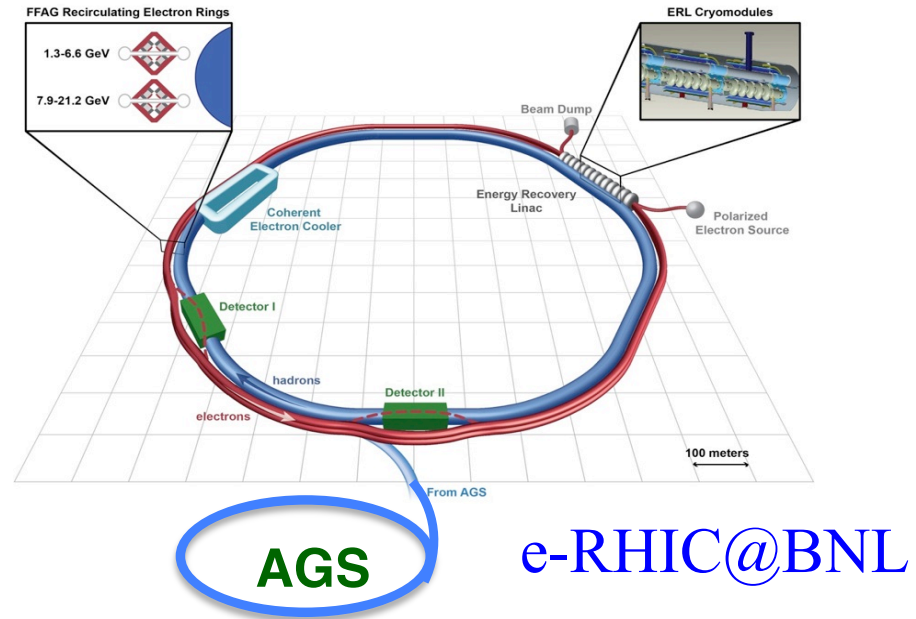 FFAG Recirculating Electron Rings
1.3-6.6 GeV
7.9-21.2 GeV
ERL Cryomodules
Beam Dump
Energy Recovery
Linac
Polarized
Electron Source
Coherent
Electron Cooler
Detector I
hadrons
electrons
Detector II
100 meters
From AGS
AGS
e-RHIC@BNL